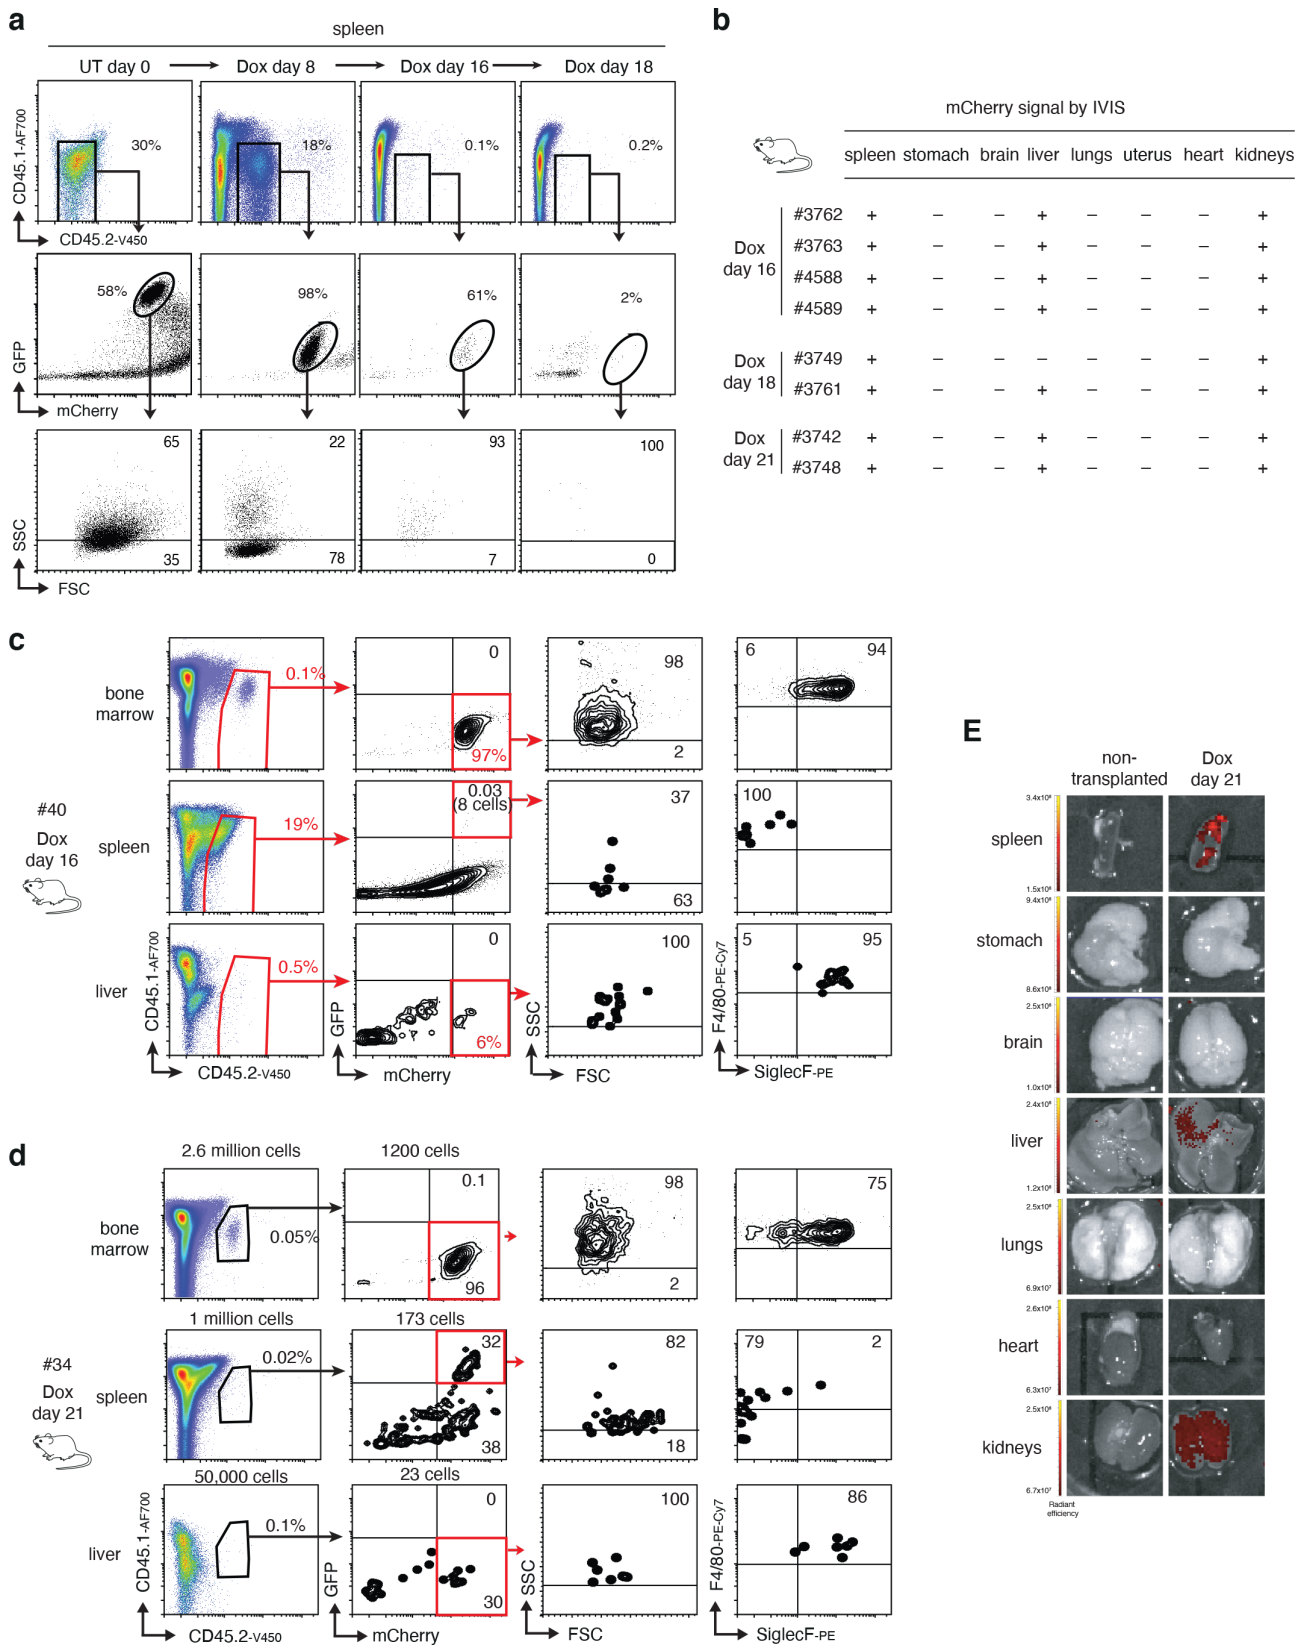 a
spleen
UT day 0
Dox day 8
Dox day 16
Dox day 18
CD45.1-AF700
30%
18%
0.1%
0.2%
CD45.2-V450
58%
98%
61%
2%
GFP
mCherry
65
22
93
100
SSC
35
78
7
0
FSC
b
mCherry signal by IVIS
spleen stomach brain liver lungs uterus heart kidneys
Dox day 16
#3762 + – – + – – – +
#3763 + – – + – – – +
#4588 + – – + – – – +
#4589 + – – + – – – +
Dox day 18
#3749 + – – – – – – +
#3761 + – – + – – – +
Dox day 21
#3742 + – – + – – – +
#3748 + – – + – – – +
c
#40
Dox
day 16
bone
marrow
0.1%
0
97%
98
2
6
94
spleen
19%
0.03
(8 cells)
37
63
100
liver
0.5%
0
6%
100
5
95
CD45.1-AF700
CD45.2-V450
GFP
mCherry
SSC
FSC
F4/80-PE-Cy7
SiglecF-PE
d
#34
Dox
day 21
2.6 million cells
1200 cells
bone
marrow
0.05%
0.1
96
98
2
75
1 million cells
173 cells
spleen
0.02%
32
38
82
18
79
2
50,000 cells
23 cells
liver
0.1%
0
30
100
86
CD45.1-AF700
CD45.2-V450
GFP
mCherry
SSC
FSC
F4/80-PE-Cy7
SiglecF-PE
E
non-
transplanted
Dox
day 21
spleen
stomach
brain
liver
lungs
heart
kidneys
Radiant
efficiency